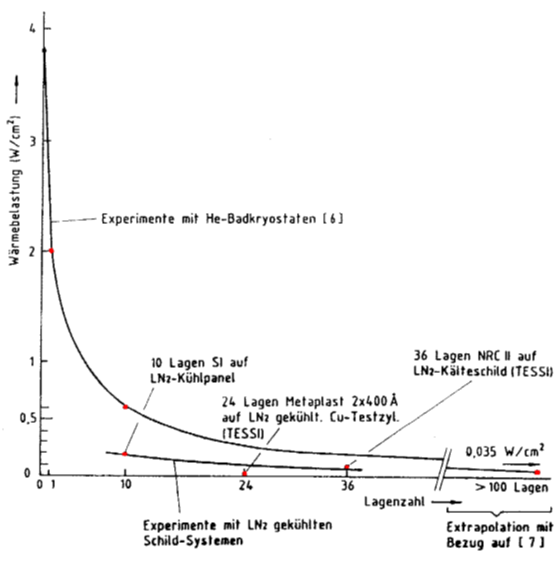 4
3
2
1
0,5
0
Wärmebelastung (W/cm²)
Experimente mit He-Badkryostaten [6]
10 Lagen SI auf
LN₂-Kühlpanel
24 Lagen Metaplast 2x400 Å
auf LN₂ gekühlt. Cu-Testzyl.
(TESSI)
36 Lagen NRC II auf
LN₂-Kälteschild (TESSI)
0,035 W/cm²
0 1 10 24 36 >100 Lagen
Lagenzahl
Experimente mit LN₂ gekühlten
Schild-Systemen
Extrapolation mit
Bezug auf [7]